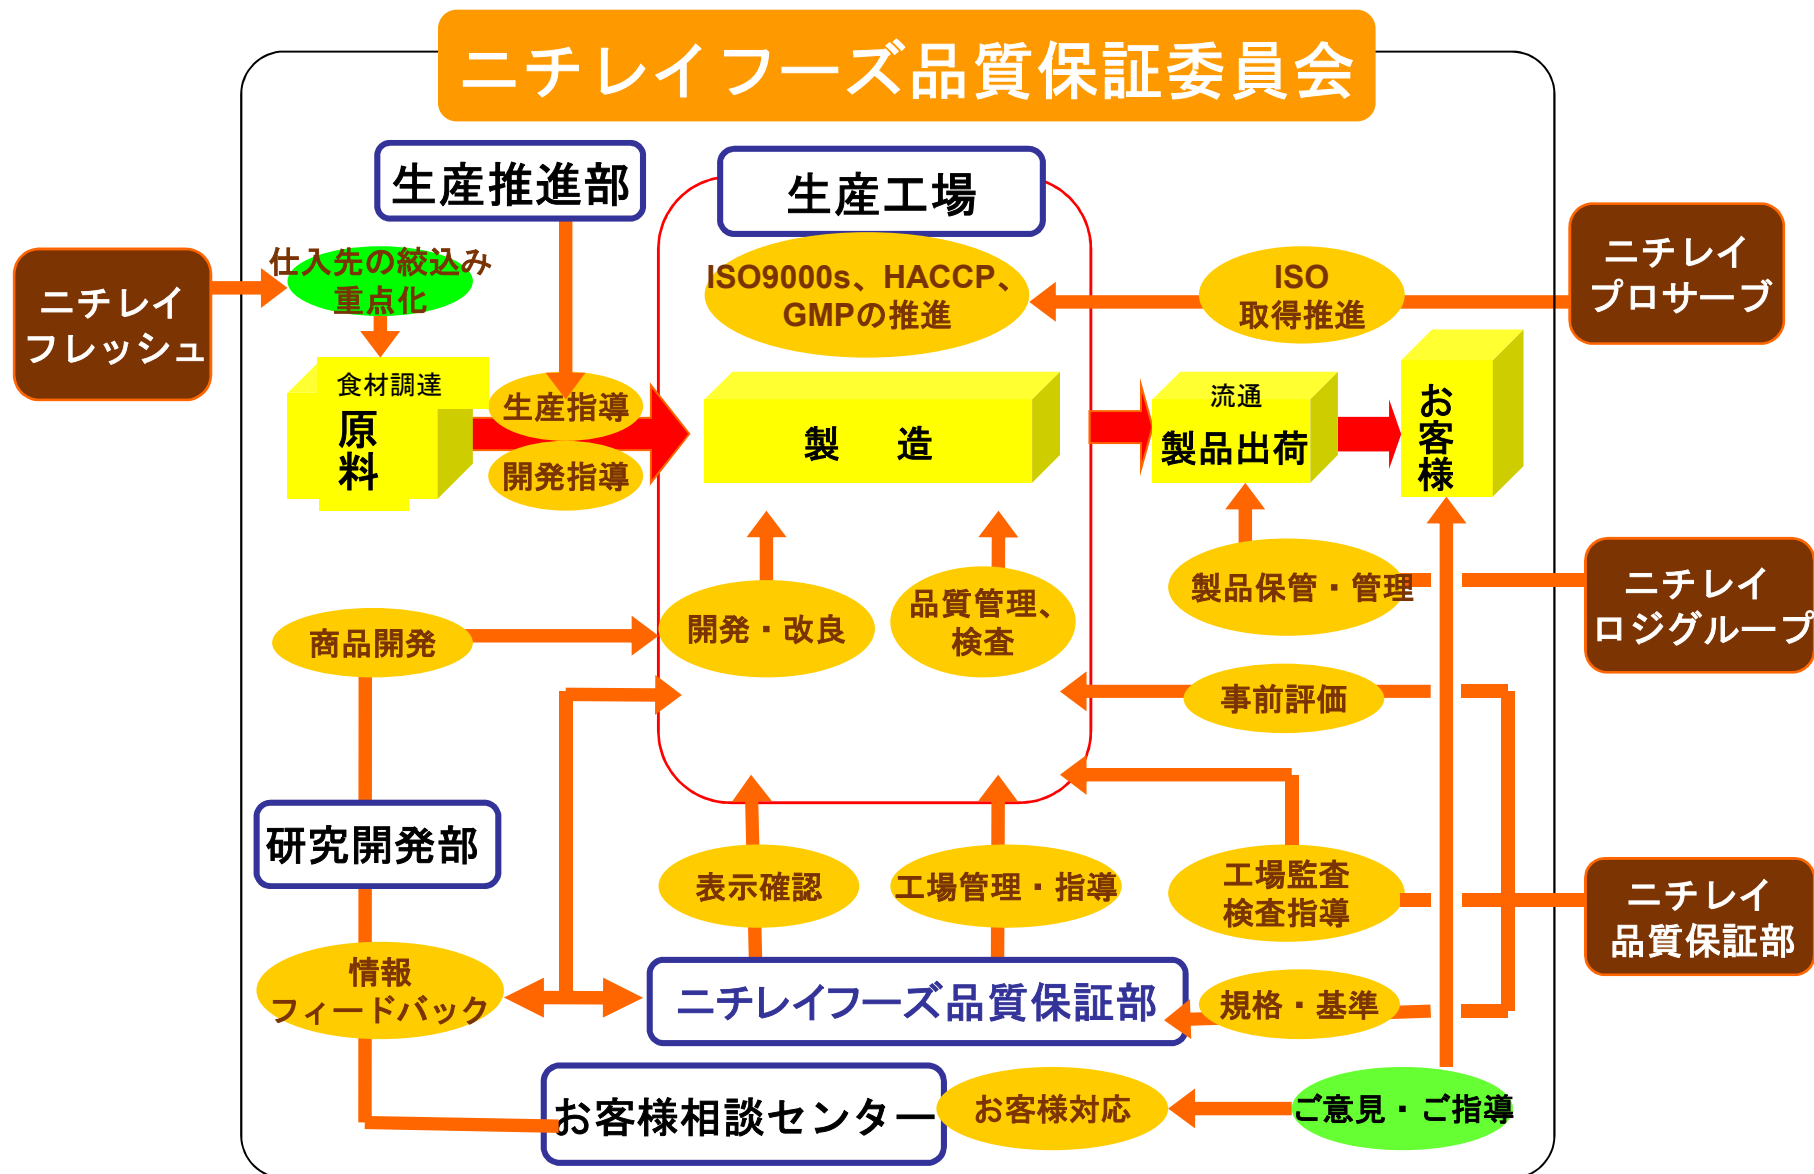 ニチレイフーズ品質保証委員会
生産推進部
生産工場
ニチレイ
フレッシュ
仕入先の絞込み
重点化
ISO9000s、HACCP、
GMPの推進
ISO
取得推進
ニチレイ
プロサーブ
食材調達
原
料
生産指導
開発指導
製　造
流通
製品出荷
お客様
開発・改良
品質管理、
検査
製品保管・管理
ニチレイ
ロジグループ
商品開発
事前評価
研究開発部
表示確認
工場管理・指導
工場監査
検査指導
ニチレイ
品質保証部
情報
フィードバック
ニチレイフーズ品質保証部
規格・基準
お客様相談センター
お客様対応
ご意見・ご指導